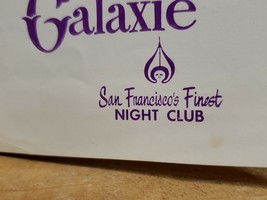 Galaxie
San Francisco's Finest
NIGHT CLUB